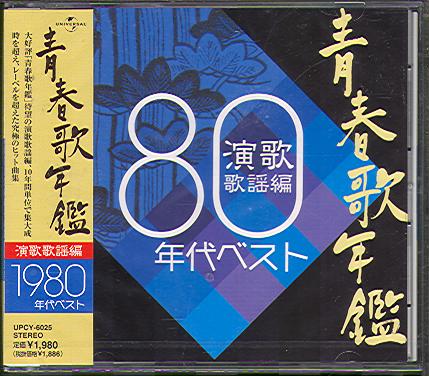 UNIVERSAL
青春歌年鑑
大好評「青春歌年鑑」待望の演歌歌謡編、10年間単位で集大成
時を超え、レーベルを超えた究極のヒット曲集
演歌歌謡編
1980
年代ベスト
UPCY-6025
STEREO
定価¥1,980
(税抜価格¥1,886)
80
演歌
歌謡編
年代ベスト
青春歌年鑑